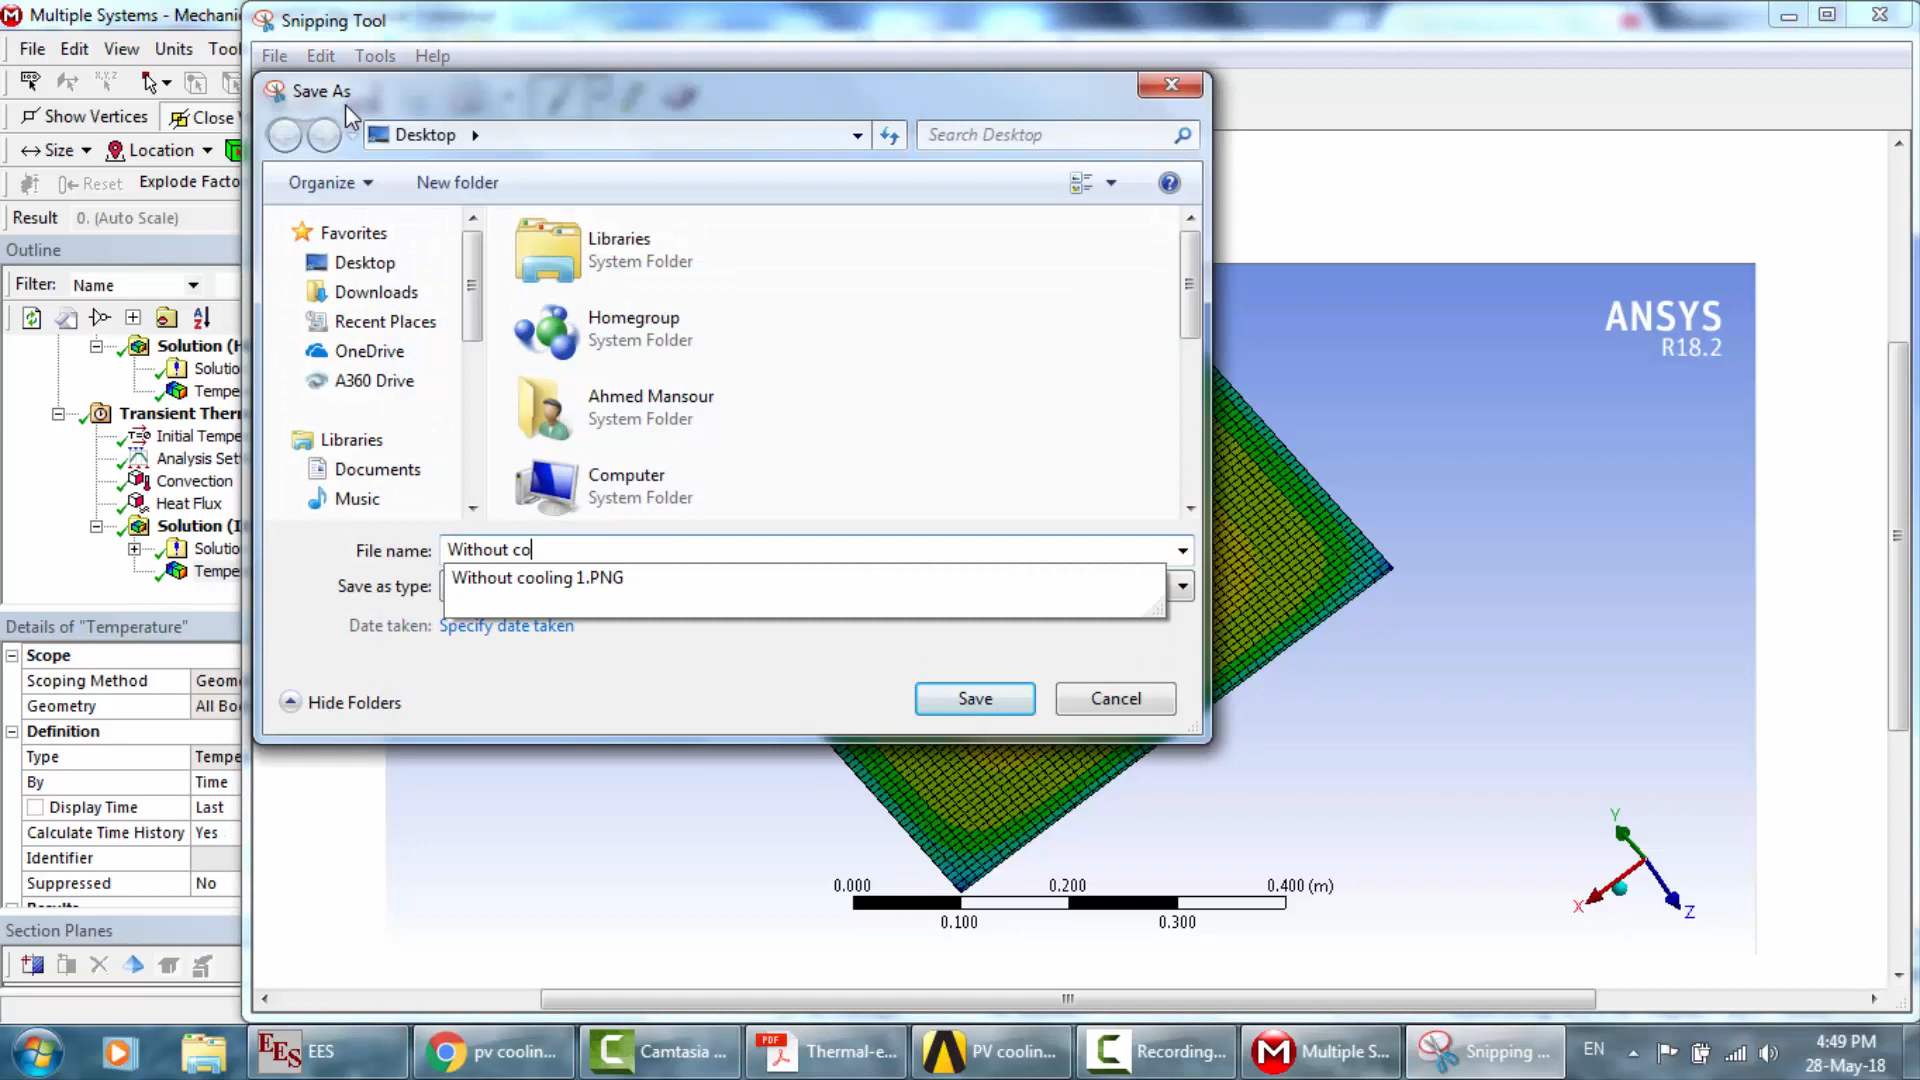 Multiple Systems - Mechani
Snipping Tool
File Edit View Units Tool
File Edit Tools Help
Save As
Show Vertices
Close
Desktop
Search Desktop
Size
Location
Organize
New folder
Reset
Explode Facto
Result 0. (Auto Scale)
Outline
Filter: Name
Favorites
Desktop
Downloads
Recent Places
OneDrive
A360 Drive
Libraries
Documents
Music
Libraries
System Folder
Homegroup
System Folder
Ahmed Mansour
System Folder
Computer
System Folder
ANSYS
R18.2
Solution (H
Solutio
Tempe
Transient Ther
Initial Tempe
Analysis Set
Convection
Heat Flux
Solution (I
Solutio
Tempe
File name: Without co
Without cooling 1.PNG
Save as type:
Date taken: Specify date taken
Hide Folders
Save
Cancel
Details of "Temperature"
Scope
Scoping Method Geom
Geometry All Bo
Definition
Type Tempe
By Time
Display Time Last
Calculate Time History Yes
Identifier
Suppressed No
Section Planes
0.000 0.200 0.400 (m)
0.100 0.300
Y
X
Z
EES
EES
pv coolin...
Camtasia ...
PDF
Thermal-e...
PV coolin...
Recording...
Multiple S...
Snipping ...
EN
4:49 PM
28-May-18